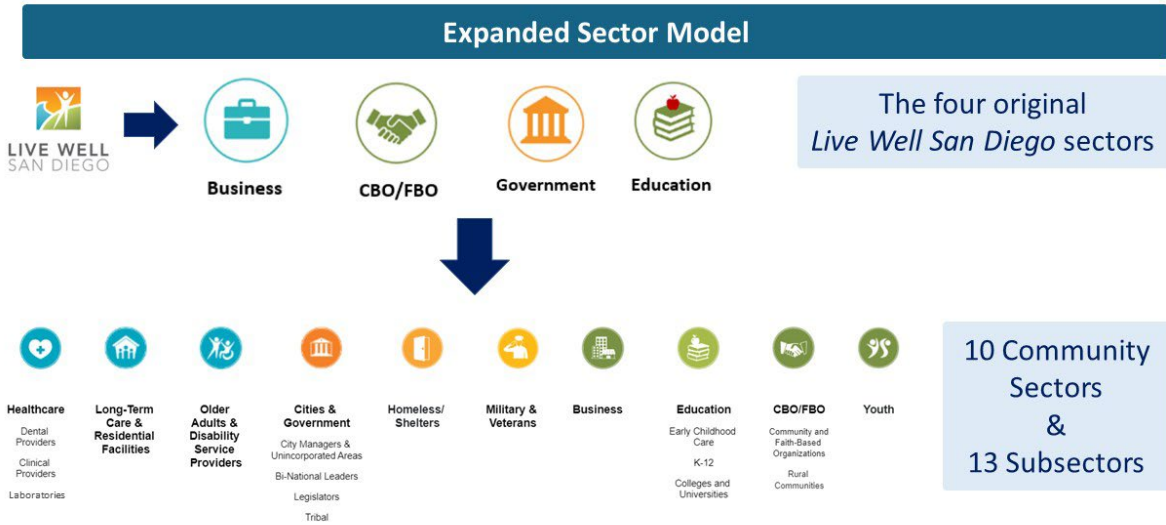 Expanded Sector Model
LIVE WELL
SAN DIEGO
Business
CBO/FBO
Government
Education
The four original
Live Well San Diego sectors
Healthcare
Dental
Providers
Clinical
Providers
Laboratories
Long-Term
Care &
Residential
Facilities
Older
Adults &
Disability
Service
Providers
Cities &
Government
City Managers &
Unincorporated Areas
Bi-National Leaders
Legislators
Tribal
Homeless/
Shelters
Military &
Veterans
Business
Education
Early Childhood
Care
K-12
Colleges and
Universities
CBO/FBO
Community and
Faith-Based
Organizations
Rural
Communities
Youth
10 Community
Sectors
&
13 Subsectors